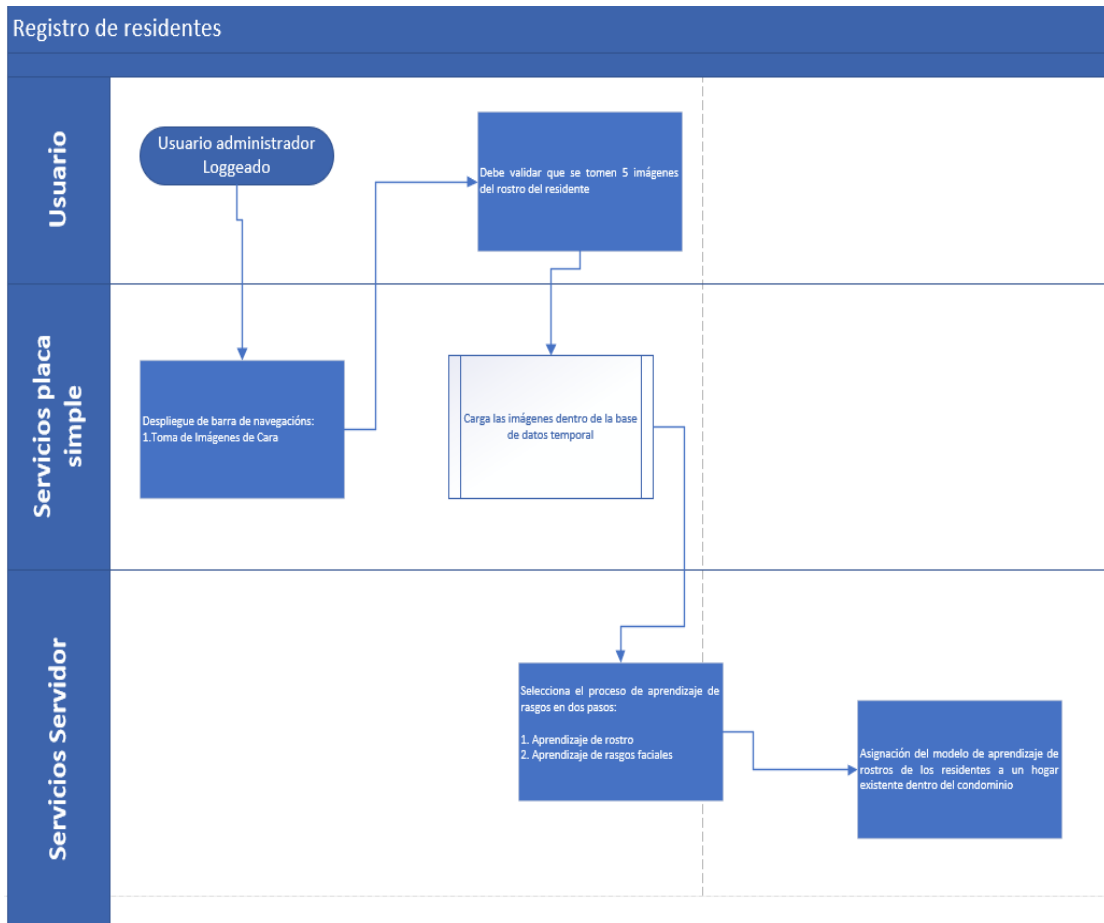 Registro de residentes
Usuario
Usuario administrador
Loggeado
Debe validar que se tomen 5 imágenes
del rostro del residente
Servicios placa
simple
Despliegue de barra de navegacións:
1.Toma de Imágenes de Cara
Carga las imágenes dentro de la base
de datos temporal
Servicios Servidor
Selecciona el proceso de aprendizaje de
rasgos en dos pasos:
1. Aprendizaje de rostro
2. Aprendizaje de rasgos faciales
Asignación del modelo de aprendizaje de
rostros de los residentes a un hogar
existente dentro del condominio